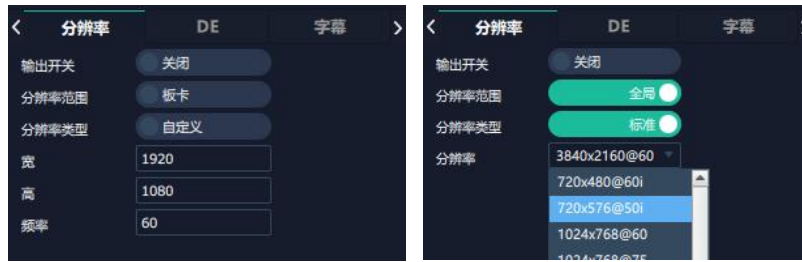 分辨率 DE 字幕
输出开关 关闭
分辨率范围 板卡
分辨率类型 自定义
宽 1920
高 1080
频率 60
分辨率 DE 字幕
输出开关 关闭
分辨率范围 全局
分辨率类型 标准
分辨率 3840x2160@60
720x480@60i
720x576@50i
1024x768@60
1024x768@75